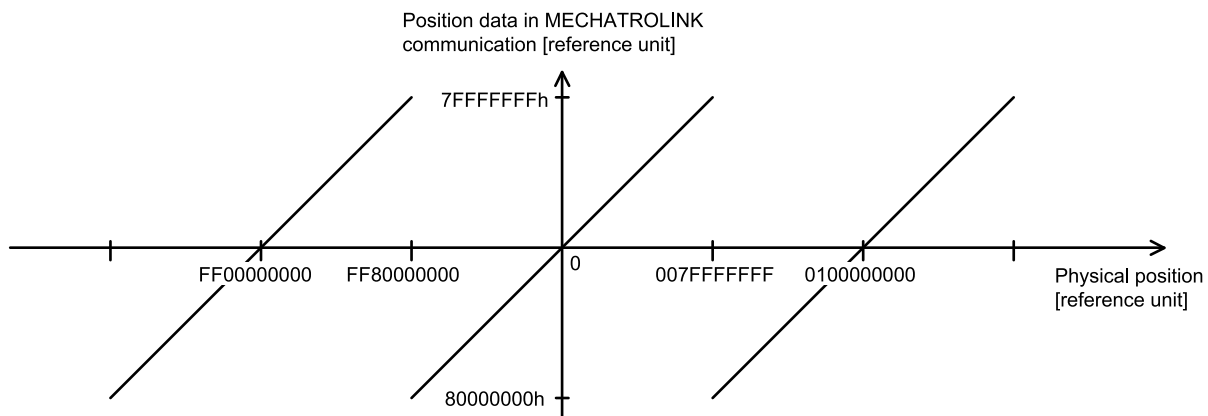 Position data in MECHATROLINK
communication [reference unit]
7FFFFFFFh
FF00000000
FF80000000
0
007FFFFFFF
0100000000
Physical position
[reference unit]
80000000h